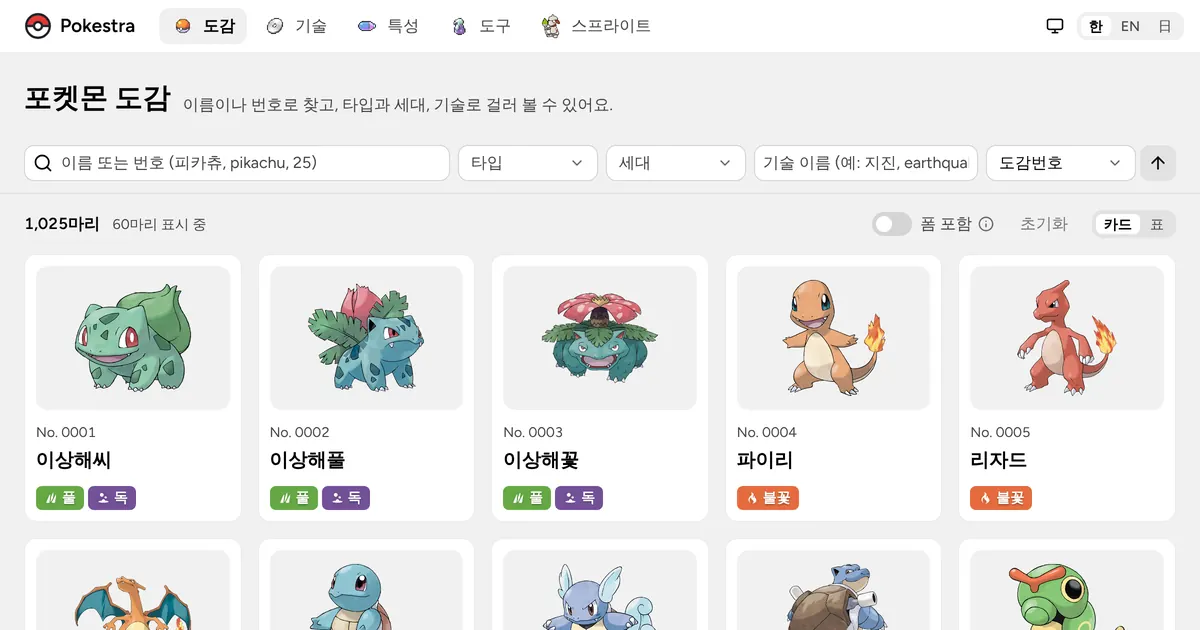 Pokestra 도감 기술 특성 도구 스프라이트 한 EN 日
포켓몬 도감 이름이나 번호로 찾고, 타입과 세대, 기술로 걸러 볼 수 있어요.
이름 또는 번호 (피카츄, pikachu, 25) 타입 세대 기술 이름 (예: 지진, earthqua 도감번호
1,025마리 60마리 표시 중 폼 포함 초기화 카드 표
No. 0001 No. 0002 No. 0003 No. 0004 No. 0005
이상해씨 이상해풀 이상해꽃 파이리 리자드
풀 독 풀 독 풀 독 불꽃 불꽃